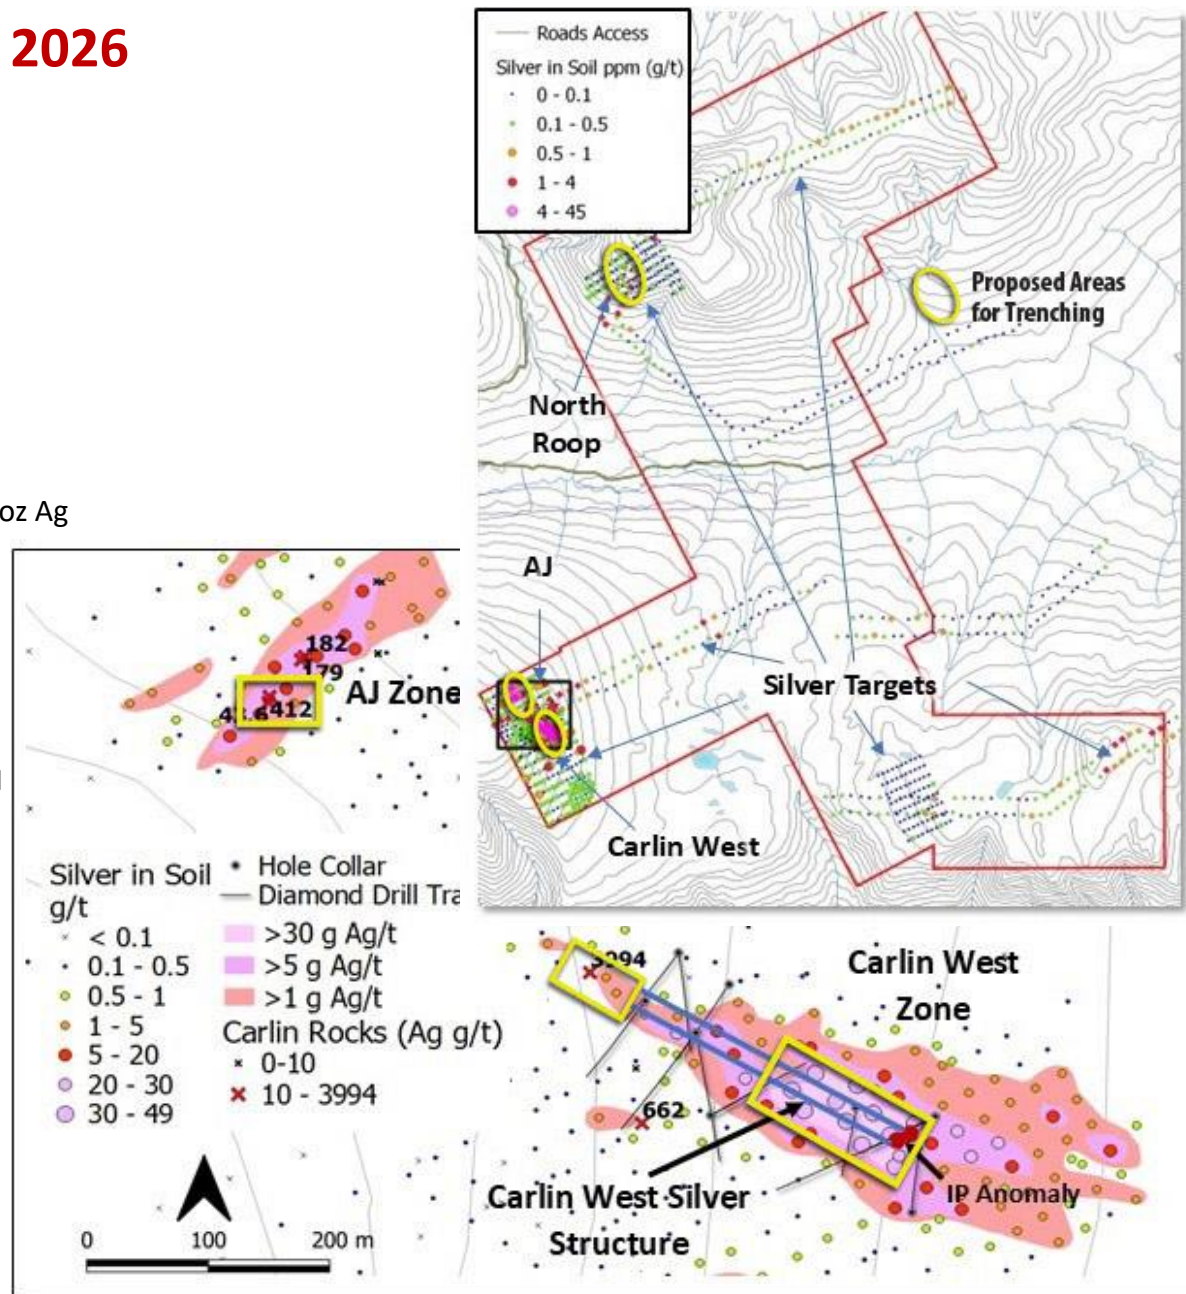 2026
Roads Access
Silver in Soil ppm (g/t)
0 - 0.1
0.1 - 0.5
0.5 - 1
1 - 4
4 - 45
Proposed Areas
for Trenching
North
Roop
oz Ag
AJ
Silver Targets
Carlin West
182
179
412
AJ Zone
Silver in Soil
g/t
< 0.1
0.1 - 0.5
0.5 - 1
1 - 5
5 - 20
20 - 30
30 - 49
Hole Collar
Diamond Drill Tra
>30 g Ag/t
>5 g Ag/t
>1 g Ag/t
Carlin Rocks (Ag g/t)
0-10
10 - 3994
3994
Carlin West
Zone
662
IP Anomaly
Carlin West Silver
Structure
0 100 200 m